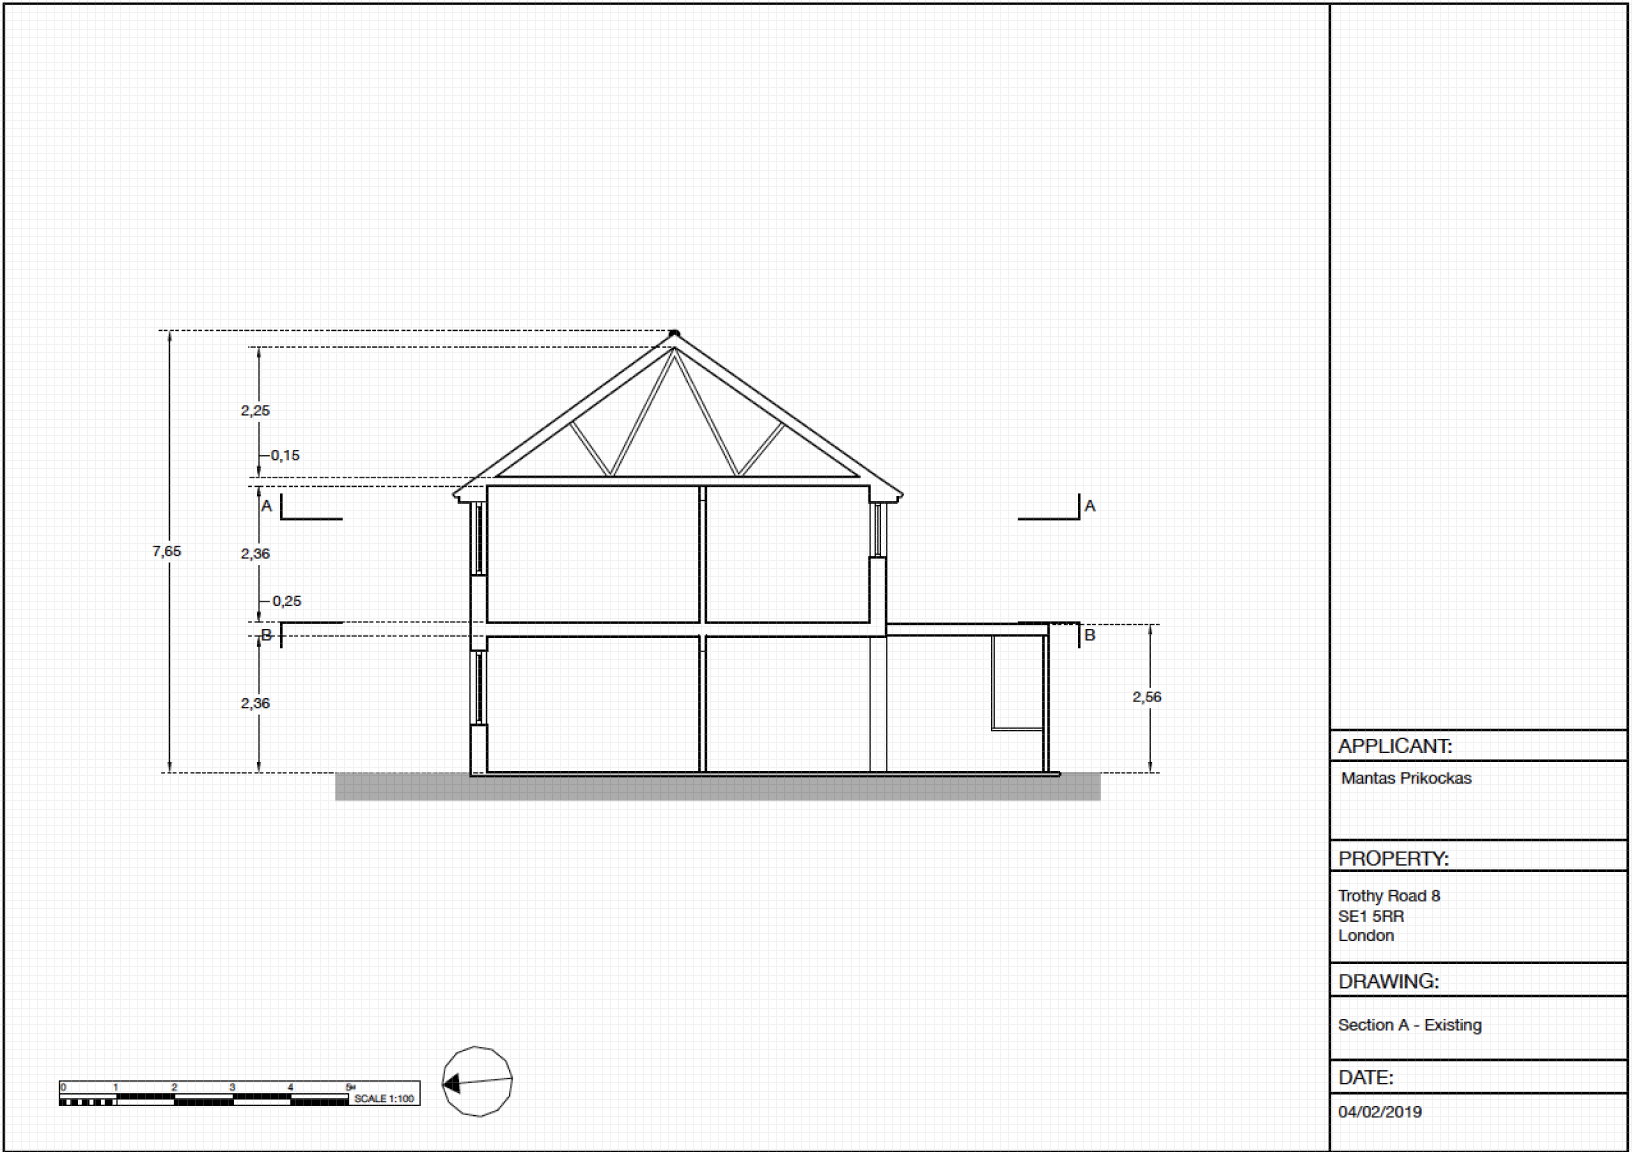 2,25
0,15
A
A
7,65
2,36
0,25
B
B
2,36
2,56
0 1 2 3 4 5M
SCALE 1:100
APPLICANT:
Mantas Prikockas
PROPERTY:
Trothy Road 8
SE1 5RR
London
DRAWING:
Section A - Existing
DATE:
04/02/2019